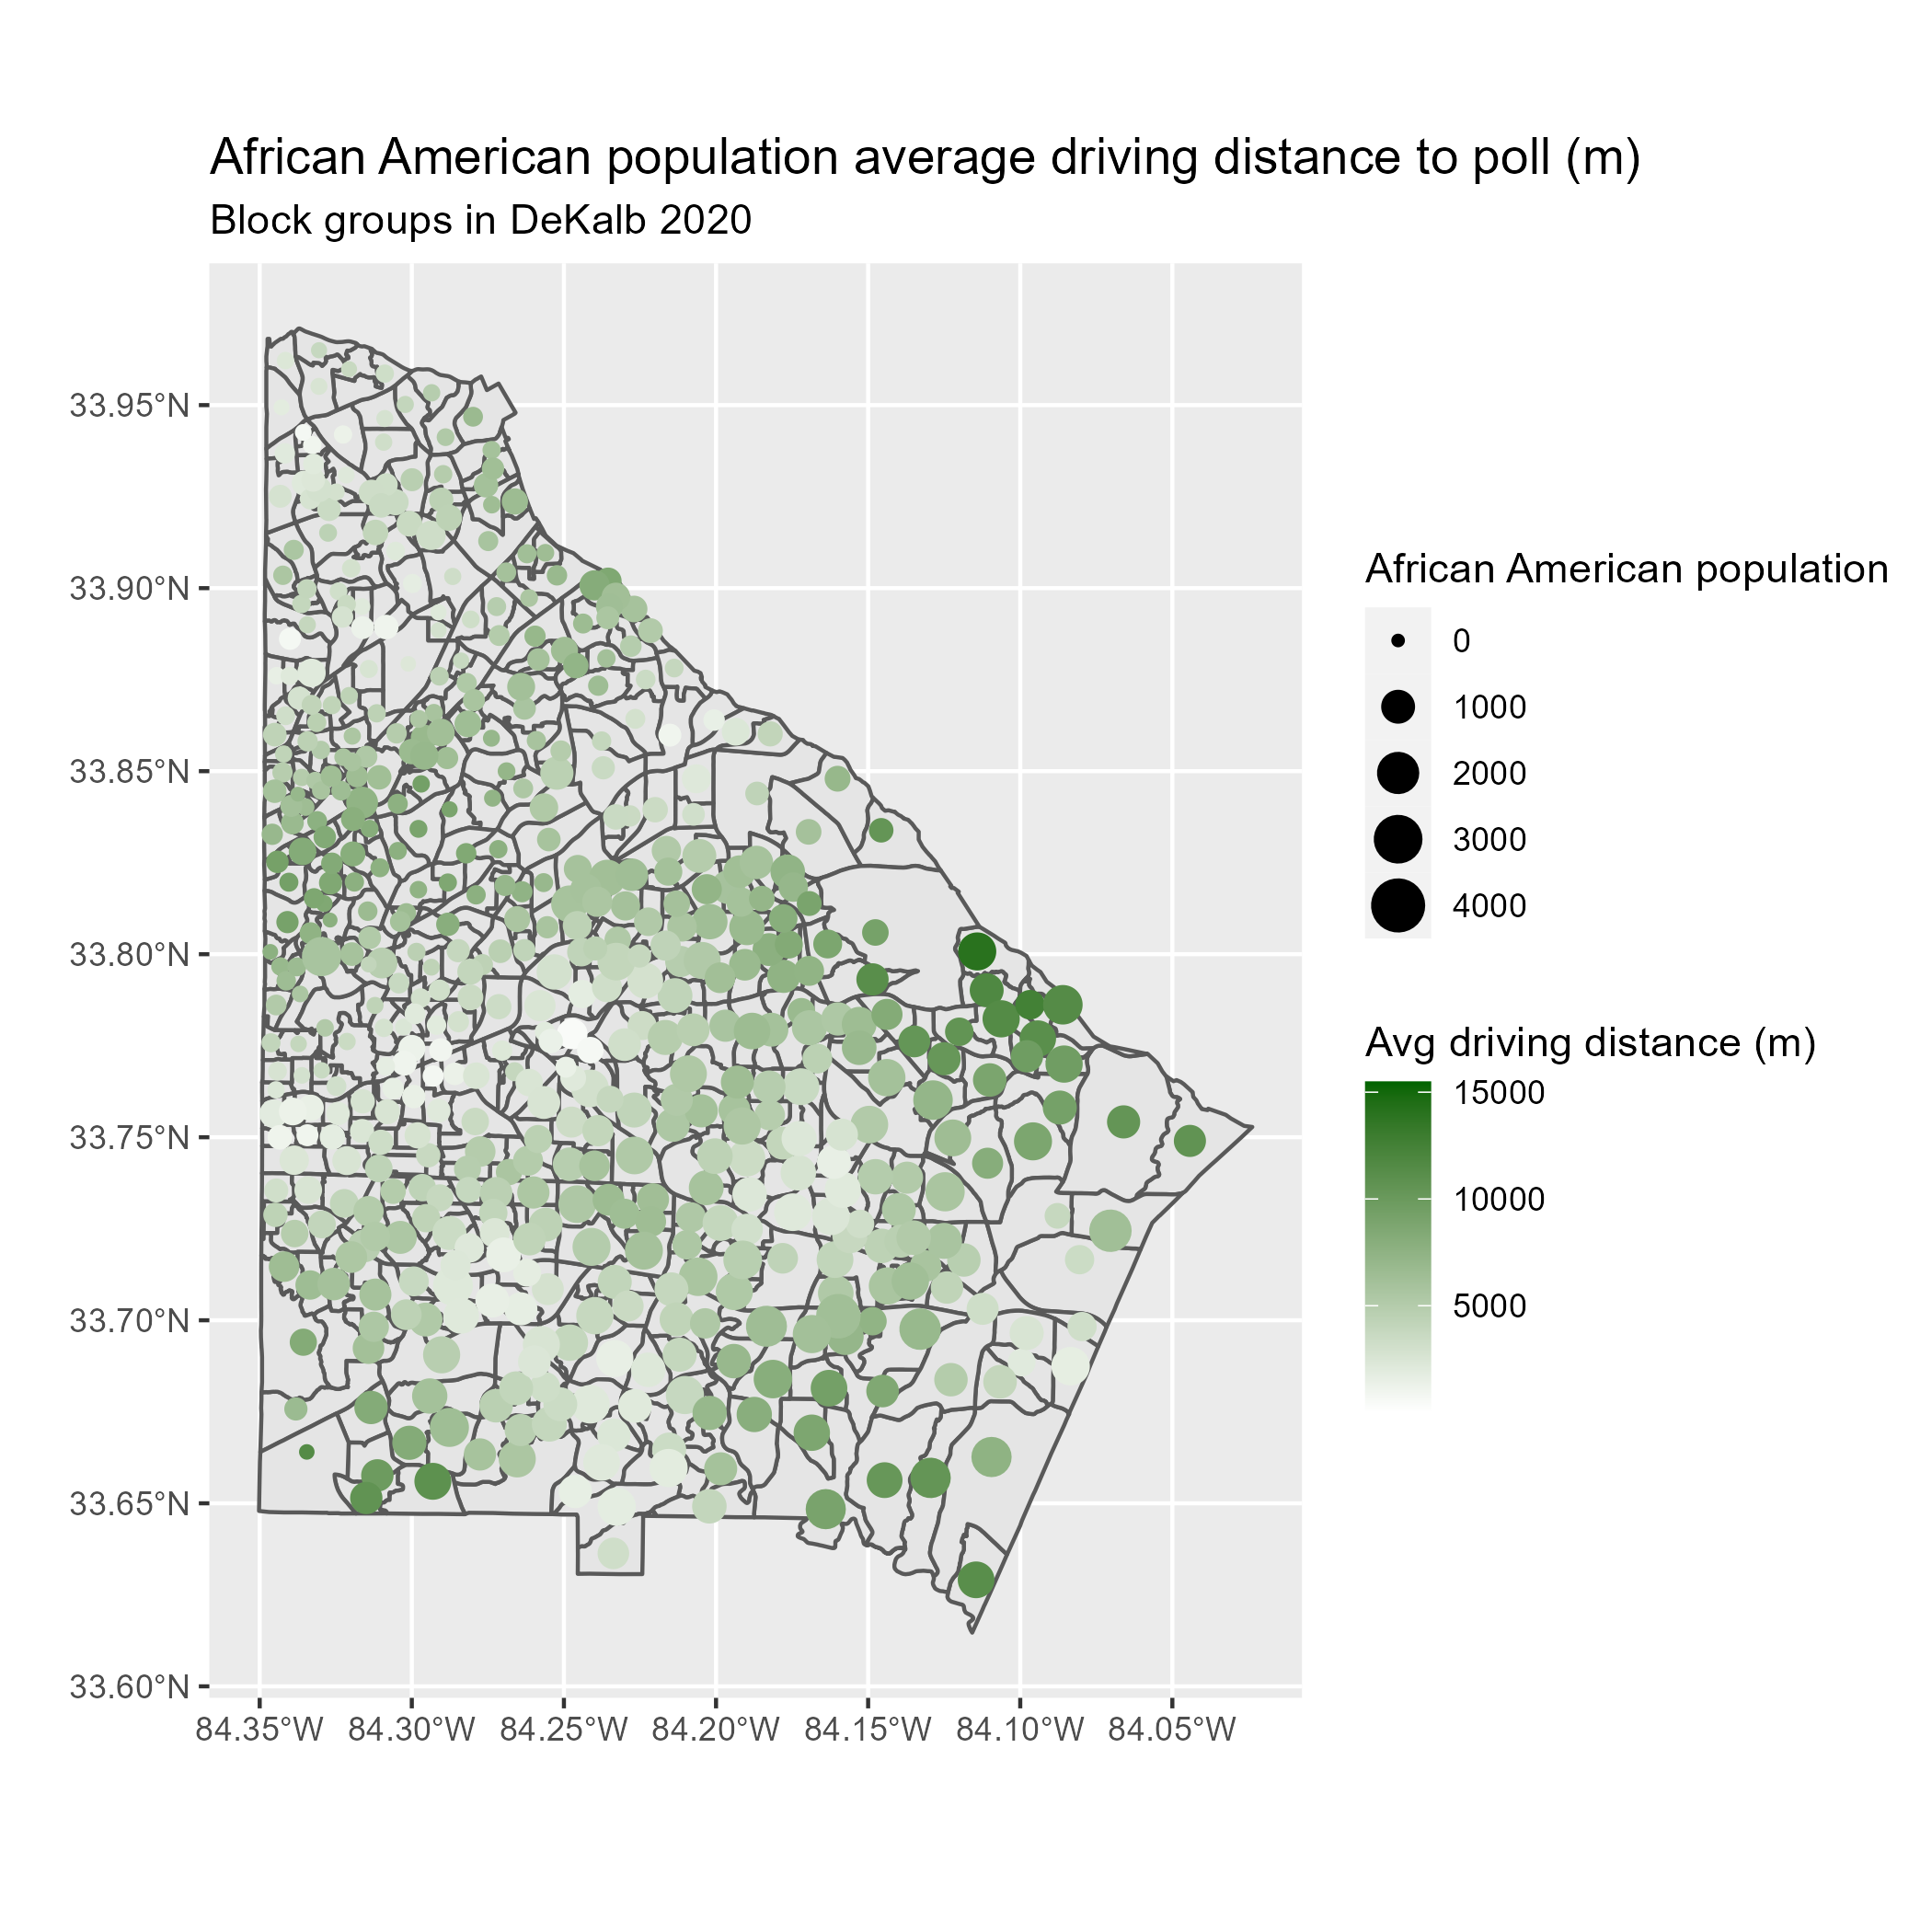 African American population average driving distance to poll (m)
Block groups in DeKalb 2020
33.95°N
33.90°N
33.85°N
33.80°N
33.75°N
33.70°N
33.65°N
33.60°N
84.35°W 84.30°W 84.25°W 84.20°W 84.15°W 84.10°W 84.05°W
African American population
0
1000
2000
3000
4000
Avg driving distance (m)
15000
10000
5000